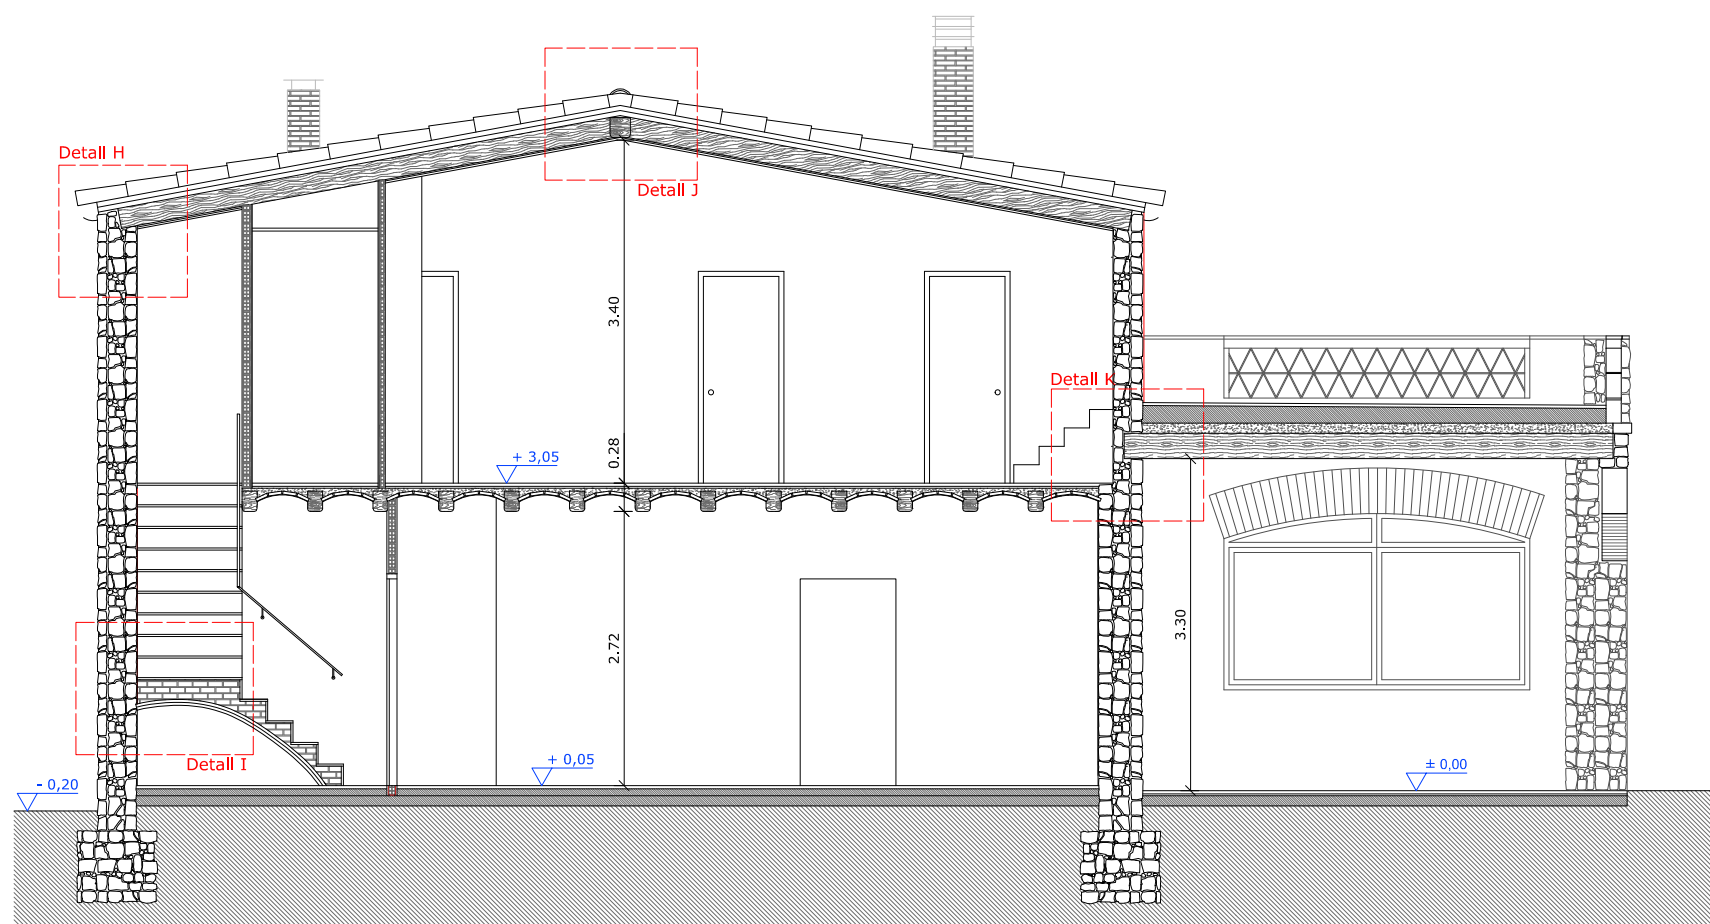 Detall H
Detall J
3.40
Detall K
0.28
+ 3,05
2.72
3.30
Detall I
+ 0,05
± 0,00
- 0,20